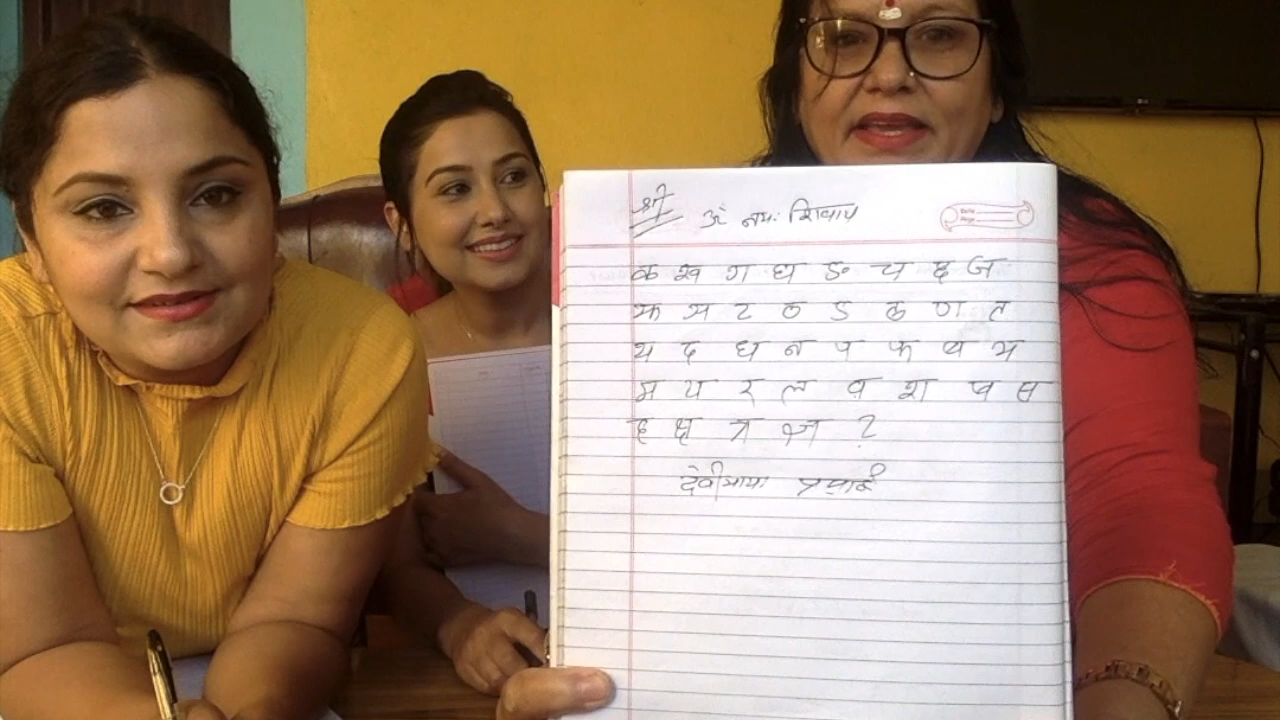 श्री
ॐ नमः शिवाय
क ख ग घ ङ च छ ज
झ ञ ट ठ ड ढ ण त
थ द ध न प फ ब भ
म य र ल व श ष स
ह क्ष त्र ज्ञ ?
देवीमाया